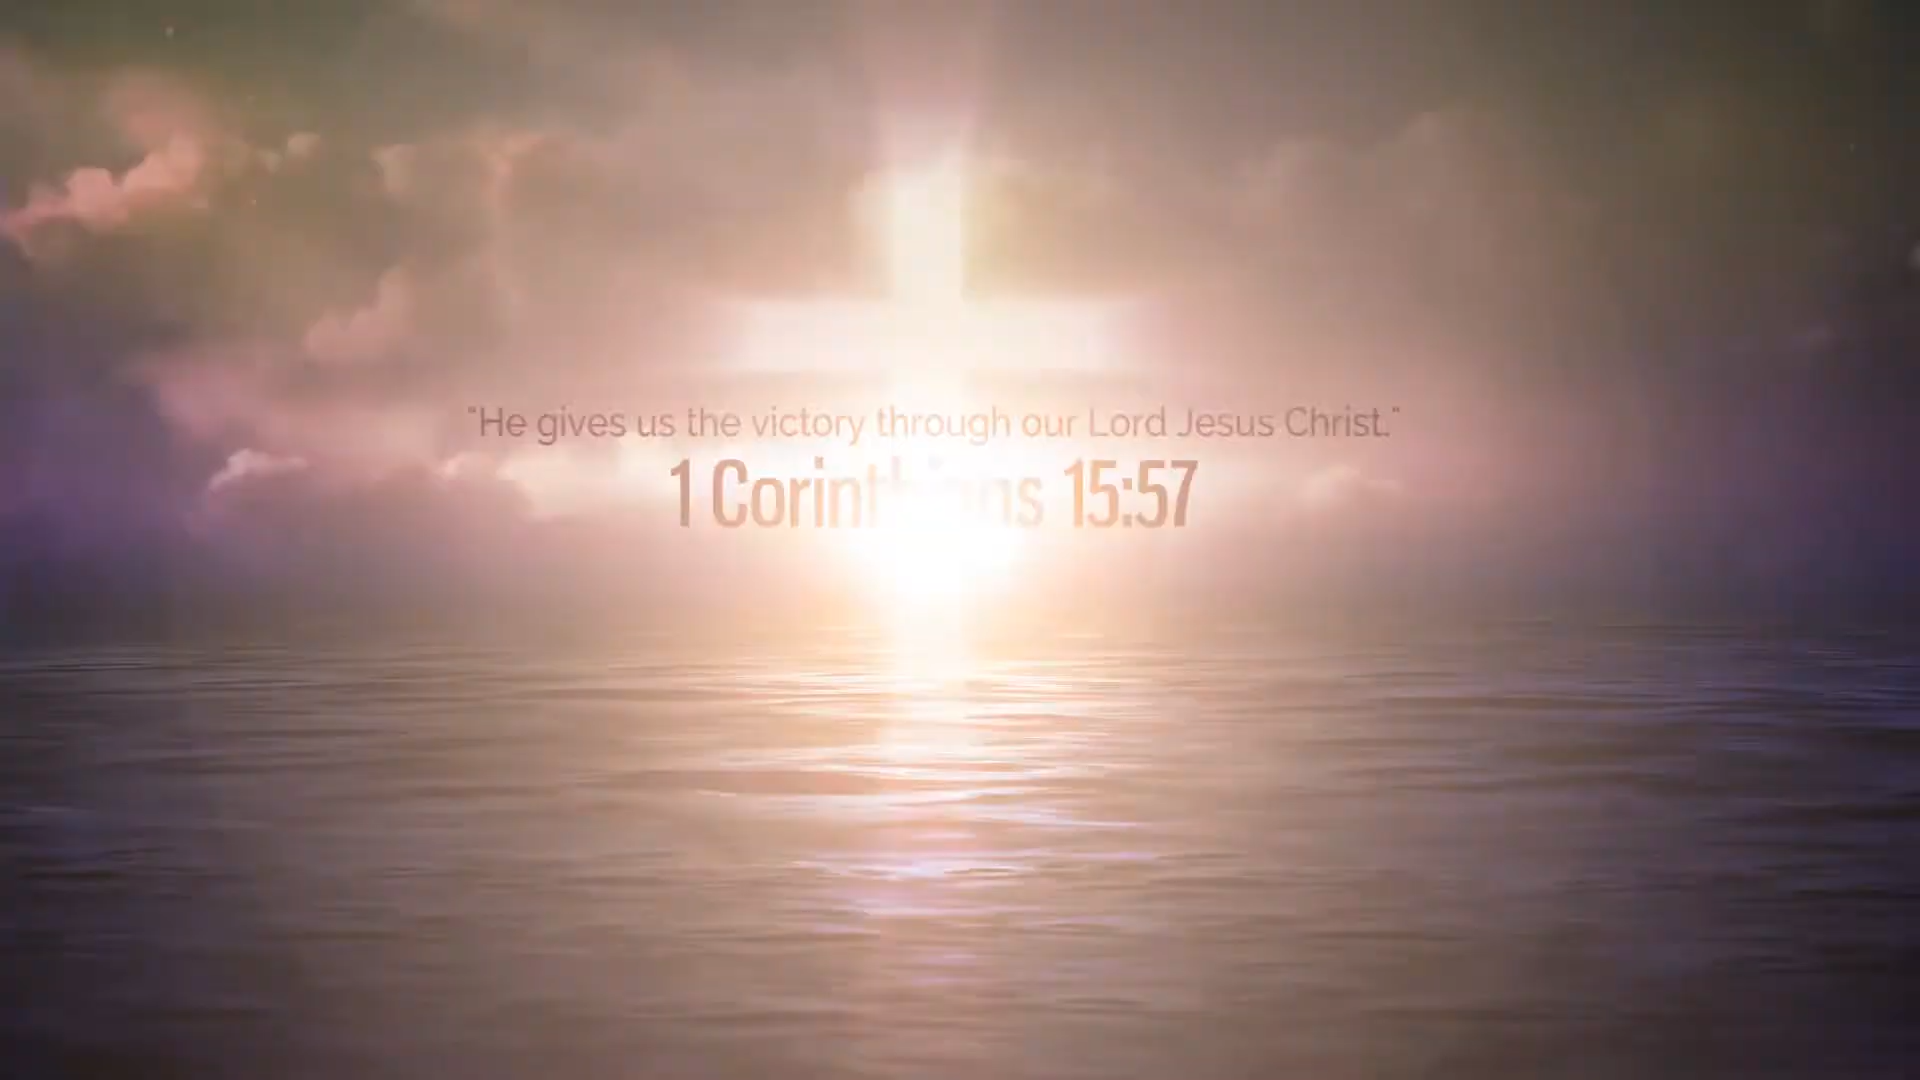 "He gives us the victory through our Lord Jesus Christ."
1 Corinthians 15:57